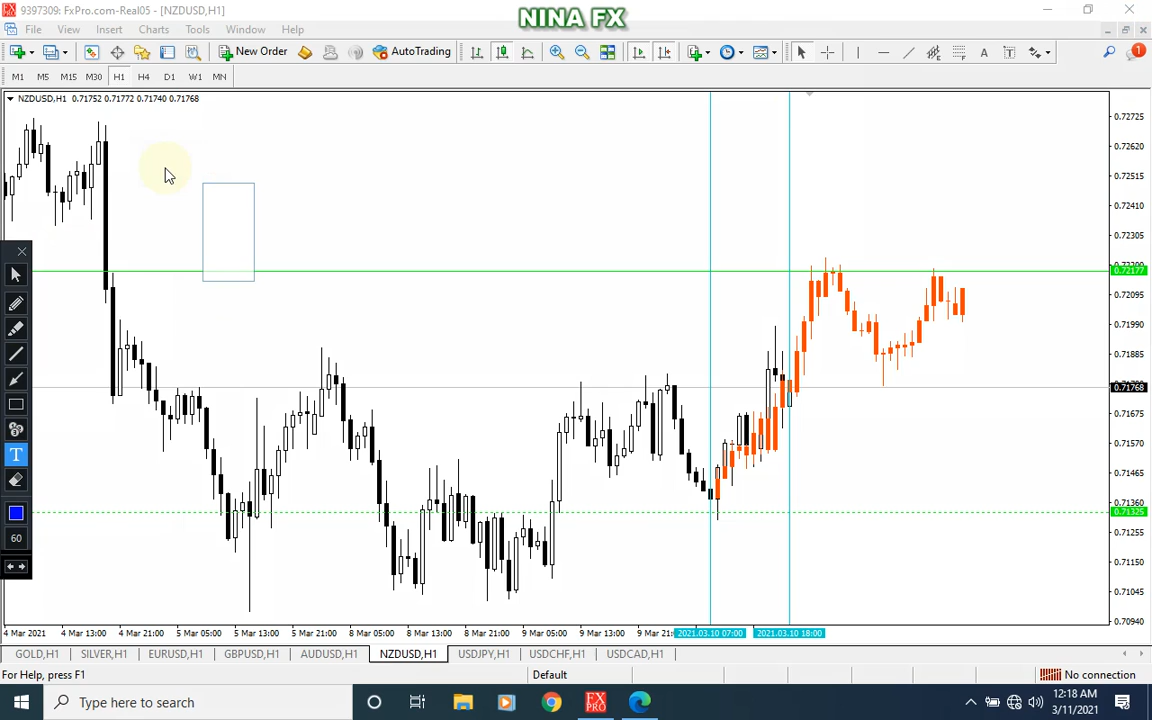 9397309: FxPro.com-Real05 - [NZDUSD,H1]
NINA FX
File View Insert Charts Tools Window Help
New Order AutoTrading
M1 M5 M15 M30 H1 H4 D1 W1 MN
NZDUSD,H1 0.71752 0.71772 0.71740 0.71768
0.72725
0.72620
0.72515
0.72410
0.72305
0.72177
0.72095
0.71990
0.71885
0.71768
0.71675
0.71570
0.71465
0.71360
0.71325
0.71255
0.71150
0.71045
0.70940
T
60
4 Mar 2021 4 Mar 13:00 4 Mar 21:00 5 Mar 05:00 5 Mar 13:00 5 Mar 21:00 8 Mar 05:00 8 Mar 13:00 8 Mar 21:00 9 Mar 05:00 9 Mar 13:00 9 Mar 21: 2021.03.10 07:00 2021.03.10 18:00
GOLD,H1 SILVER,H1 EURUSD,H1 GBPUSD,H1 AUDUSD,H1 NZDUSD,H1 USDJPY,H1 USDCHF,H1 USDCAD,H1
For Help, press F1 Default No connection
Type here to search
FX PRO
12:18 AM
3/11/2021